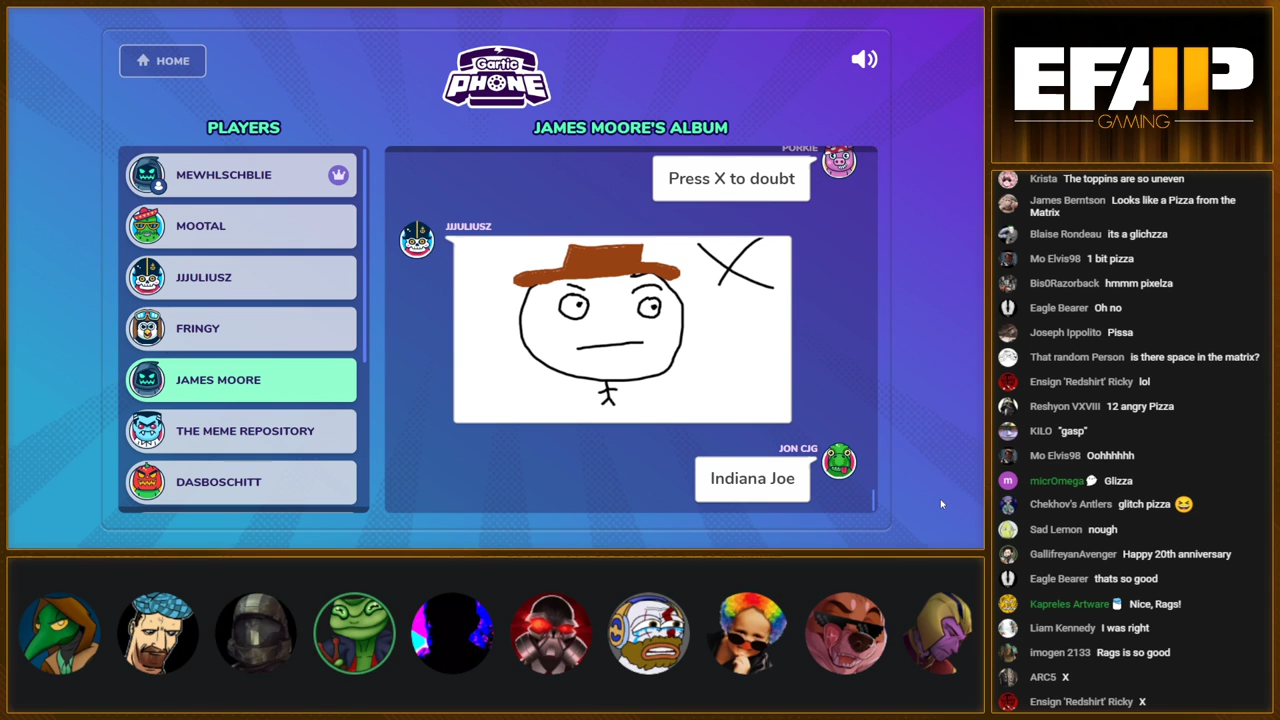 HOME
Gartic
PHONE
PLAYERS
MEWHLSCHBLIE
MOOTAL
JJJULIUSZ
FRINGY
JAMES MOORE
THE MEME REPOSITORY
DASBOSCHITT
JAMES MOORE'S ALBUM
PORKIE
Press X to doubt
JJJULIUSZ
X
JON CJG
Indiana Joe
EFAP
GAMING
Krista The toppins are so uneven
James Berntson Looks like a Pizza from the
Matrix
Blaise Rondeau its a glichzza
Mo Elvis98 1 bit pizza
Bis0Razorback hmmm pixelza
Eagle Bearer Oh no
Joseph Ippolito Pissa
That random Person is there space in the matrix?
Ensign 'Redshirt' Ricky lol
Reshyon VXVIII 12 angry Pizza
KILO *gasp*
Mo Elvis98 Oohhhhhh
m micrOmega Glizza
Chekhov's Antlers glitch pizza
Sad Lemon nough
GallifreyanAvenger Happy 20th anniversary
Eagle Bearer thats so good
Kapreles Artware Nice, Rags!
Liam Kennedy I was right
imogen 2133 Rags is so good
ARC5 X
Ensign 'Redshirt' Ricky X